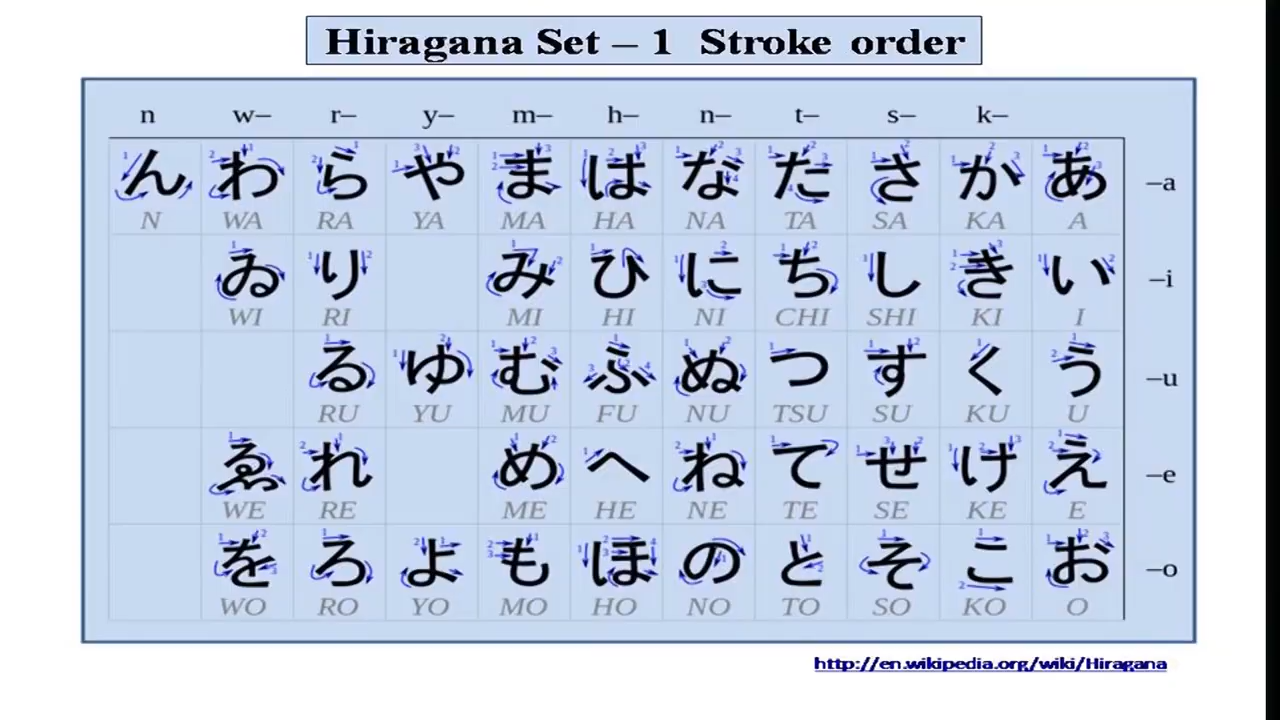 Hiragana Set – 1 Stroke order
n w– r– y– m– h– n– t– s– k–
ん わ ら や ま は な た さ か あ –a
N WA RA YA MA HA NA TA SA KA A
ゐ り み ひ に ち し き い –i
WI RI MI HI NI CHI SHI KI I
る ゆ む ふ ぬ つ す く う –u
RU YU MU FU NU TSU SU KU U
ゑ れ め へ ね て せ け え –e
WE RE ME HE NE TE SE KE E
を ろ よ も ほ の と そ こ お –o
WO RO YO MO HO NO TO SO KO O
http://en.wikipedia.org/wiki/Hiragana